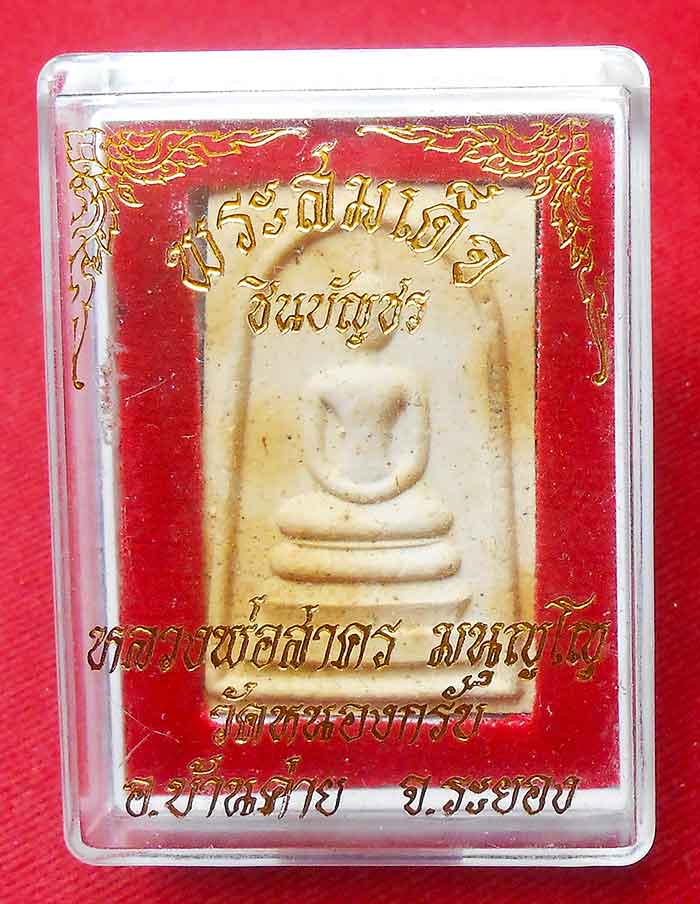 พระสมเด็จ
ชินบัญชร
หลวงพ่อสาคร มนุญโญ
วัดหนองกรับ
อ.บ้านค่าย จ.ระยอง